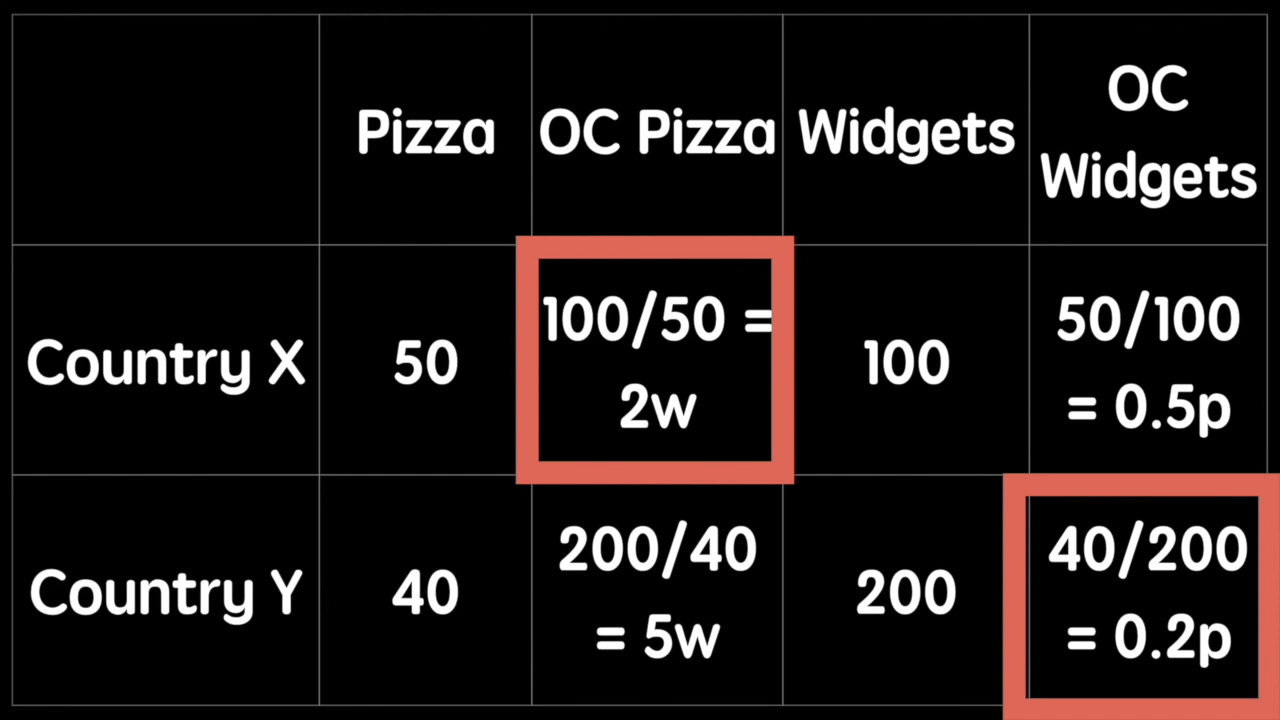 Pizza
OC Pizza
Widgets
OC
Widgets
Country X
50
100/50 =
2w
100
50/100
= 0.5p
Country Y
40
200/40
= 5w
200
40/200
= 0.2p